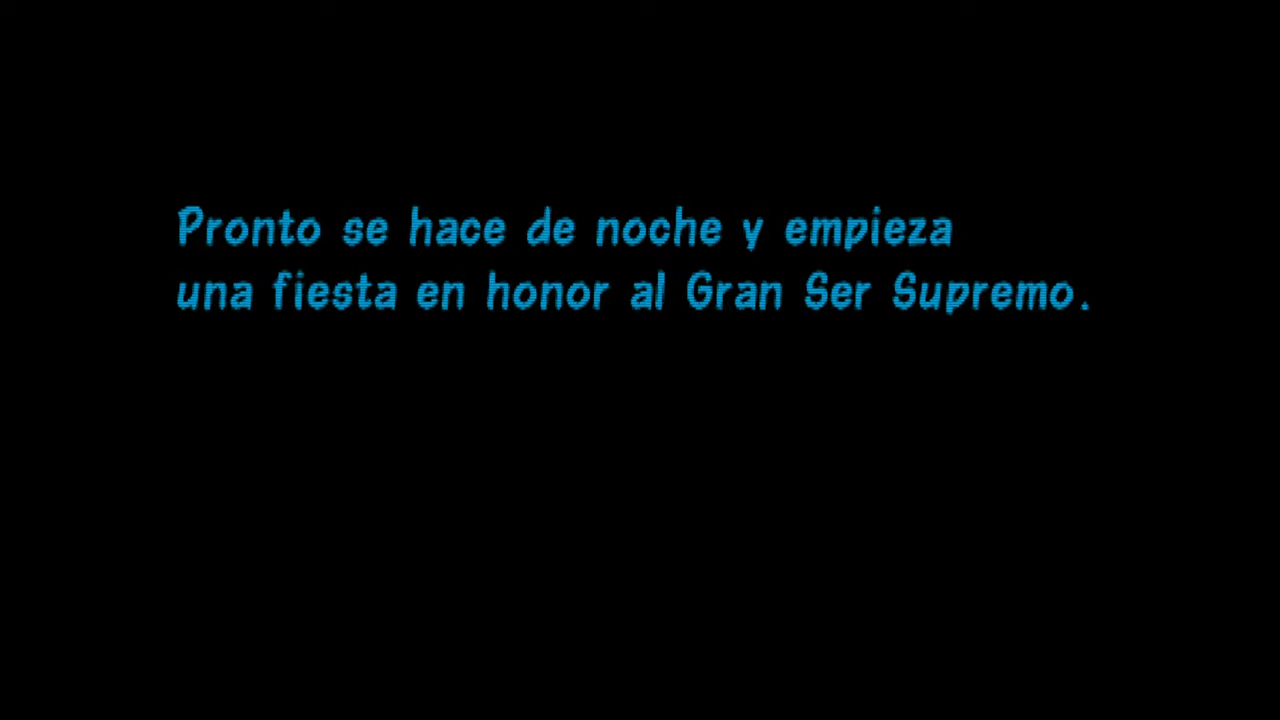 Pronto se hace de noche y empieza
una fiesta en honor al Gran Ser Supremo.